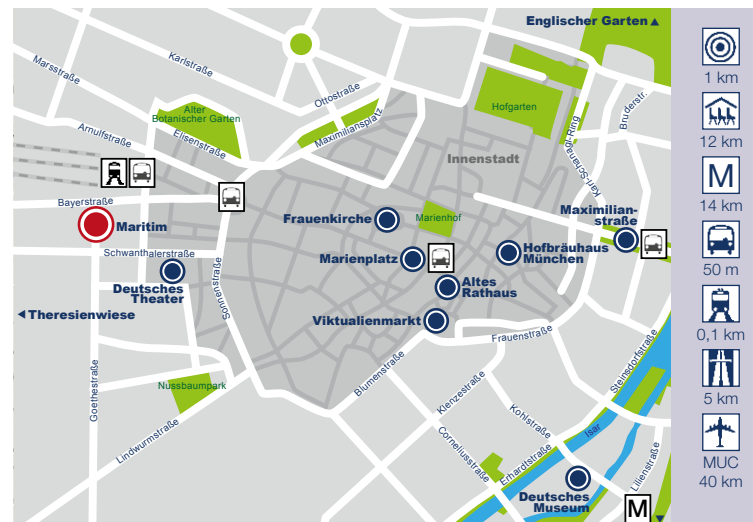 Englischer Garten
Karlstraße
Marsstraße
Ottostraße
Alter
Botanischer Garten
Maximiliansplatz
Hofgarten
Bruderstr.
Karl-Scharnagl-Ring
Arnulfstraße
Elisenstraße
Innenstadt
Bayerstraße
Maritim
Frauenkirche
Marienhof
Maximilian-
straße
Schwanthalerstraße
Marienplatz
Hofbräuhaus
München
Deutsches
Theater
Sonnenstraße
Altes
Rathaus
Theresienwiese
Viktualienmarkt
Frauenstraße
Steinsdorfstraße
Nussbaumpark
Blumenstraße
Goethestraße
Klenzestraße
Kohlstraße
Lindwurmstraße
Corneliusstraße
Isar
Erhardtstraße
Lilienstraße
Deutsches
Museum
M
1 km
12 km
M
14 km
50 m
0,1 km
5 km
MUC
40 km